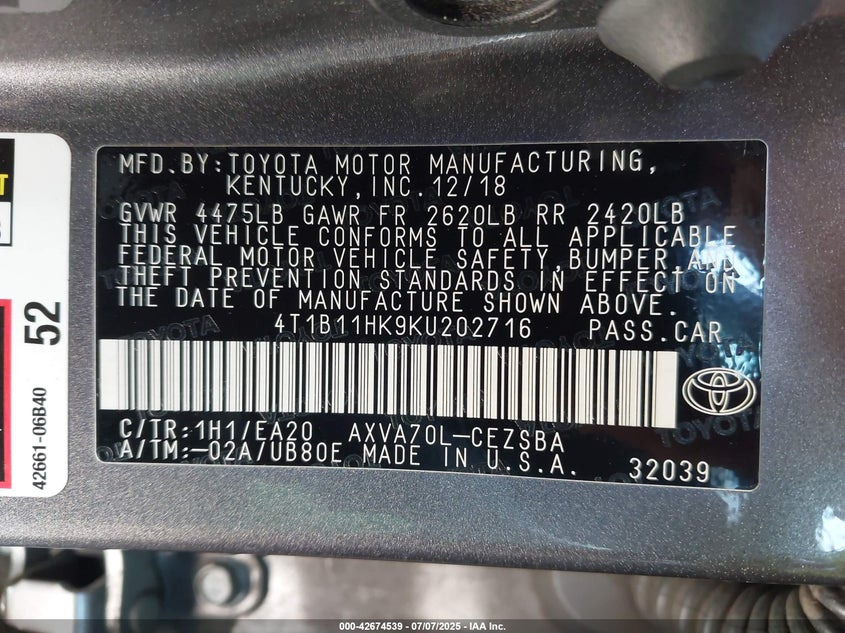 MFD.BY:TOYOTA MOTOR MANUFACTURING,
KENTUCKY,INC.12/18
GVWR 4475LB GAWR FR 2620LB RR 2420LB
THIS VEHICLE CONFORMS TO ALL APPLICABLE
FEDERAL MOTOR VEHICLE SAFETY,BUMPER AND
THEFT PREVENTION STANDARDS IN EFFECT ON
THE DATE OF MANUFACTURE SHOWN ABOVE.
4T1B11HK9KU202716 PASS.CAR
C/TR:1H1/EA20 AXVA70L-CEZSBA
A/TM:-02A/UB80E MADE IN U.S.A. 32039
52
42661-06B40
000-42674539 - 07/07/2025 - IAA Inc.